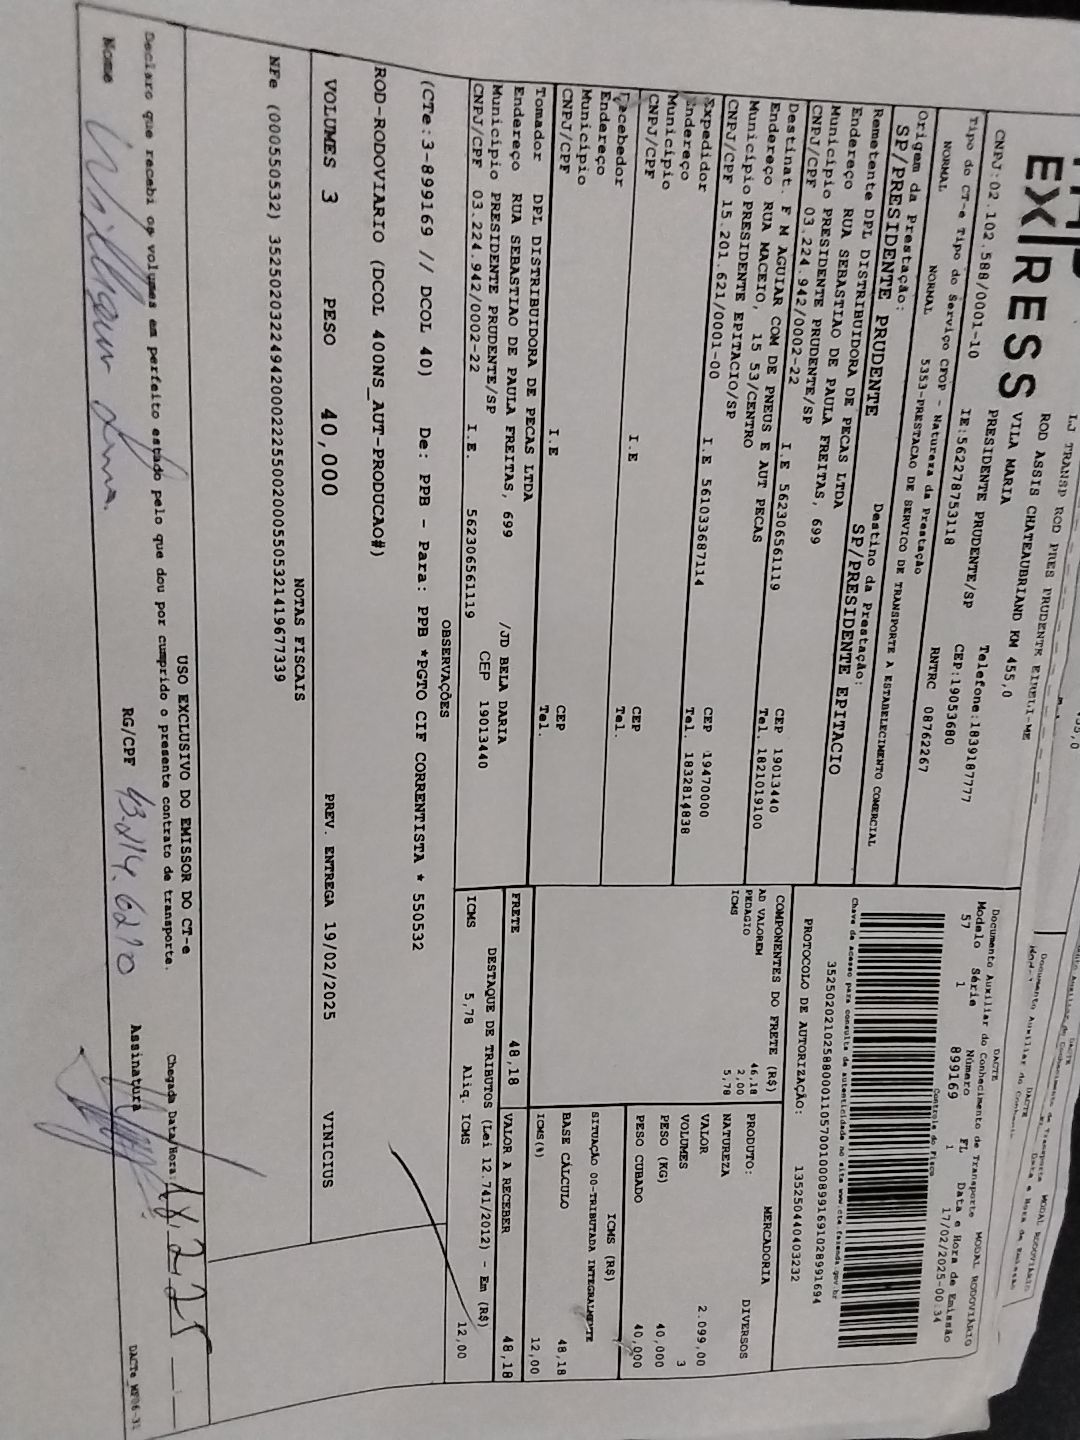 EX|RESS
LJ TRANSP ROD PRES PRUDENTE EIRELI-ME
ROD ASSIS CHATEAUBRIAND KM 455,0
VILA MARIA
PRESIDENTE PRUDENTE/SP CEP:19053680
CNPJ:02.102.588/0001-10 IE:562278753118 Telefone:1839187777
DACTE
Documento Auxiliar do Conhecimento de Transporte MODAL RODOVIÁRIO
Modelo Série Número FL Data e Hora de Emissão
57 1 899169 1 17/02/2025-00:34
Controle do Fisco
Chave de acesso para consulta de autenticidade no site www.cte.fazenda.gov.br
35250202102588000110570010008991691028991694
PROTOCOLO DE AUTORIZAÇÃO: 135250440403232
Tipo do CT-e Tipo do Serviço CFOP - Natureza da Prestação RNTRC 08762267
NORMAL NORMAL 5353-PRESTACAO DE SERVICO DE TRANSPORTE A ESTABELECIMENTO COMERCIAL
Origem da Prestação: Destino da Prestação:
SP/PRESIDENTE PRUDENTE SP/PRESIDENTE EPITACIO
Remetente DPL DISTRIBUIDORA DE PECAS LTDA
Endereço RUA SEBASTIAO DE PAULA FREITAS, 699
Municipio PRESIDENTE PRUDENTE/SP CEP 19013440
CNPJ/CPF 03.224.942/0002-22 I.E 562306561119 Tel. 1821019100
Destinat. F M AGUIAR COM DE PNEUS E AUT PECAS
Endereço RUA MACEIO, 15 53/CENTRO
Municipio PRESIDENTE EPITACIO/SP CEP 19470000
CNPJ/CPF 15.201.621/0001-00 I.E 561033687114 Tel. 1832814838
Expedidor
Endereço
Municipio CEP
CNPJ/CPF I.E Tel.
Recebedor
Endereço
Municipio CEP
CNPJ/CPF I.E Tel.
Tomador DPL DISTRIBUIDORA DE PECAS LTDA
Endereço RUA SEBASTIAO DE PAULA FREITAS, 699 /JD BELA DARIA
Municipio PRESIDENTE PRUDENTE/SP CEP 19013440
CNPJ/CPF 03.224.942/0002-22 I.E. 562306561119
COMPONENTES DO FRETE (R$)
AD VALOREM 46,18
PEDAGIO 2,00
ICMS 5,78
FRETE 48,18
MERCADORIA
PRODUTO: DIVERSOS
NATUREZA
VALOR 2.099,00
VOLUMES 3
PESO (KG) 40,000
PESO CUBADO 40,000
ICMS (R$)
SITUAÇÃO 00-TRIBUTADA INTEGRALMENTE
BASE CÁLCULO 48,18
ICMS(%) 12,00
VALOR A RECEBER 48,18
DESTAQUE DE TRIBUTOS (Lei 12.741/2012) - Em (R$)
ICMS 5,78 Aliq. ICMS 12,00
OBSERVAÇÕES
(CTe:3-899169 // DCOL 40) De: PPB - Para: PPB *PGTO CIF CORRENTISTA * 550532
ROD-RODOVIARIO (DCOL 400NS_AUT-PRODUCAO#)
VOLUMES 3 PESO 40,000 PREV. ENTREGA 19/02/2025 VINICIUS
NOTAS FISCAIS
NFe (000550532) 35250203224942000222550020005505321419677339
USO EXCLUSIVO DO EMISSOR DO CT-e
Declaro que recebi os volumes em perfeito estado pelo que dou por cumprido o presente contrato de transporte.
Chegada Data/Hora: 18.2.25
Nome RG/CPF 43.214.6210 Assinatura
DACTe_MF06-31